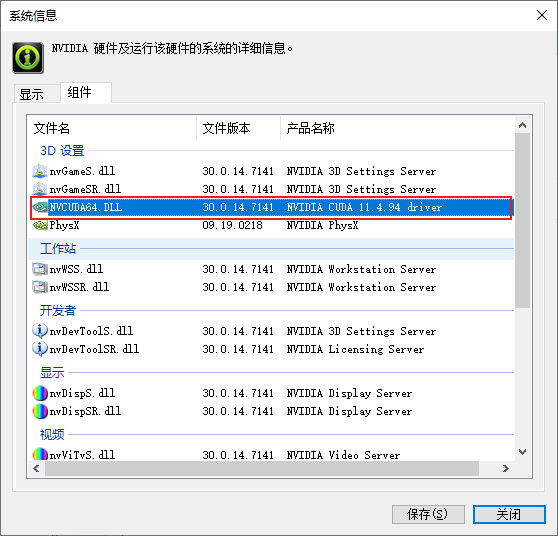 系统信息
NVIDIA 硬件及运行该硬件的系统的详细信息。
显示 组件
文件名 文件版本 产品名称
3D 设置
nvGameS.dll 30.0.14.7141 NVIDIA 3D Settings Server
nvGameSR.dll 30.0.14.7141 NVIDIA 3D Settings Server
NVCUDA64.DLL 30.0.14.7141 NVIDIA CUDA 11.4.94 driver
PhysX 09.19.0218 NVIDIA PhysX
工作站
nvWSS.dll 30.0.14.7141 NVIDIA Workstation Server
nvWSSR.dll 30.0.14.7141 NVIDIA Workstation Server
开发者
nvDevToolS.dll 30.0.14.7141 NVIDIA 3D Settings Server
nvDevToolSR.dll 30.0.14.7141 NVIDIA Licensing Server
显示
nvDispS.dll 30.0.14.7141 NVIDIA Display Server
nvDispSR.dll 30.0.14.7141 NVIDIA Display Server
视频
nvViTvS.dll 30.0.14.7141 NVIDIA Video Server
保存(S) 关闭